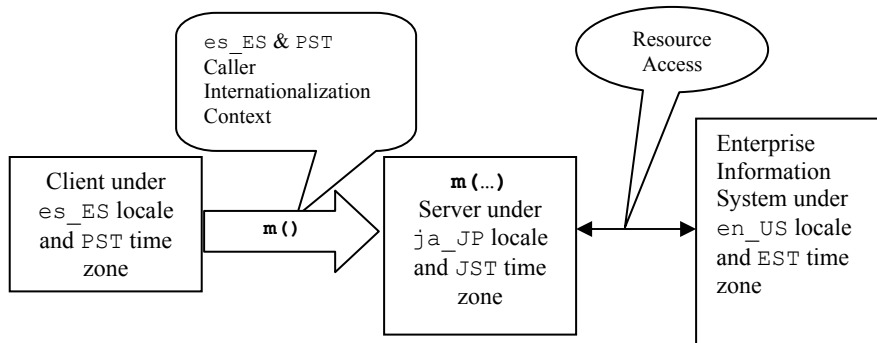 es_ES & PST
Caller
Internationalization
Context
Resource
Access
Client under
es_ES locale
and PST time
zone
m()
m(…)
Server under
ja_JP locale
and JST time
zone
Enterprise
Information
System under
en_US locale
and EST time
zone